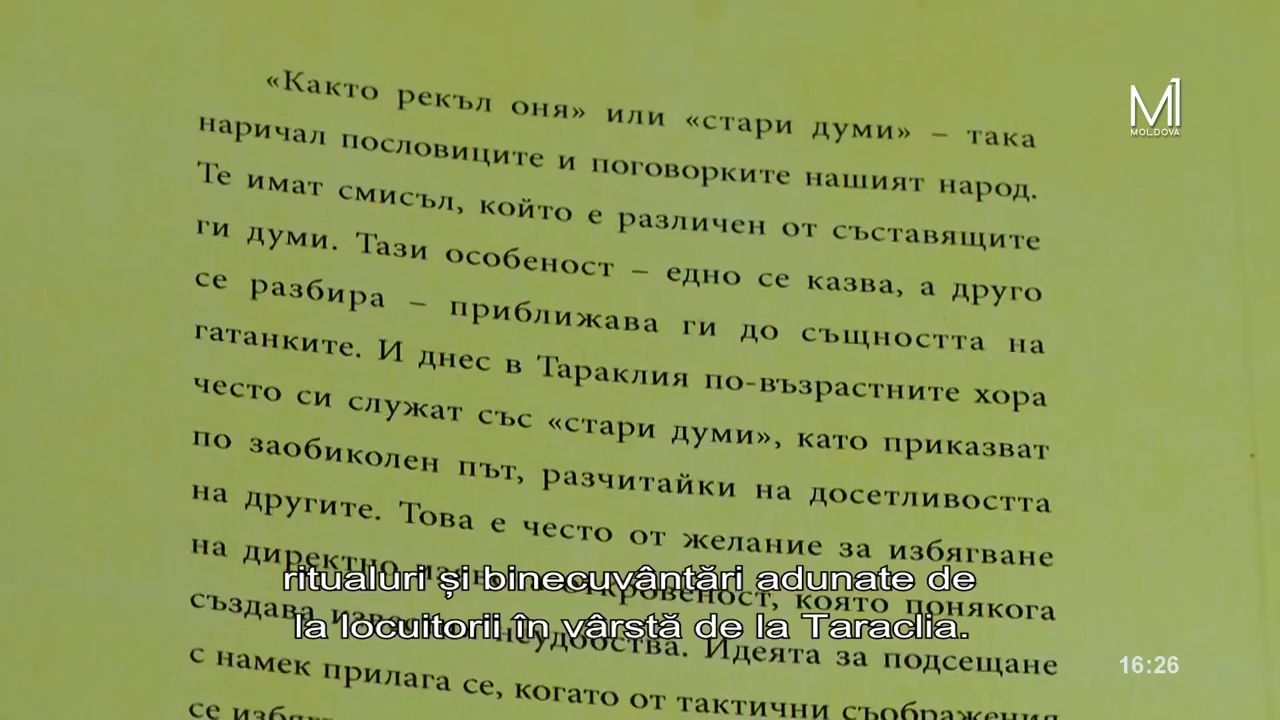 «Както рекъл оня» или «стари думи» – така
наричал пословиците и поговорките нашият народ.
Те имат смисъл, който е различен от съставящите
ги думи. Тази особеност – едно се казва, а друго
се разбира – приближава ги до същността на
гатанките. И днес в Тараклия по-възрастните хора
често си служат със «стари думи», като приказват
по заобиколен път, разчитайки на досетливостта
на другите. Това е често от желание за избягване
на директно откровеност, която понякога
създава неудобства. Идеята за подсещане
с намек прилага се, когато от тактични съображения
се
M1
MOLDOVA
ritualuri și binecuvântări adunate de
la locuitorii în vârstă de la Taraclia.
16:26